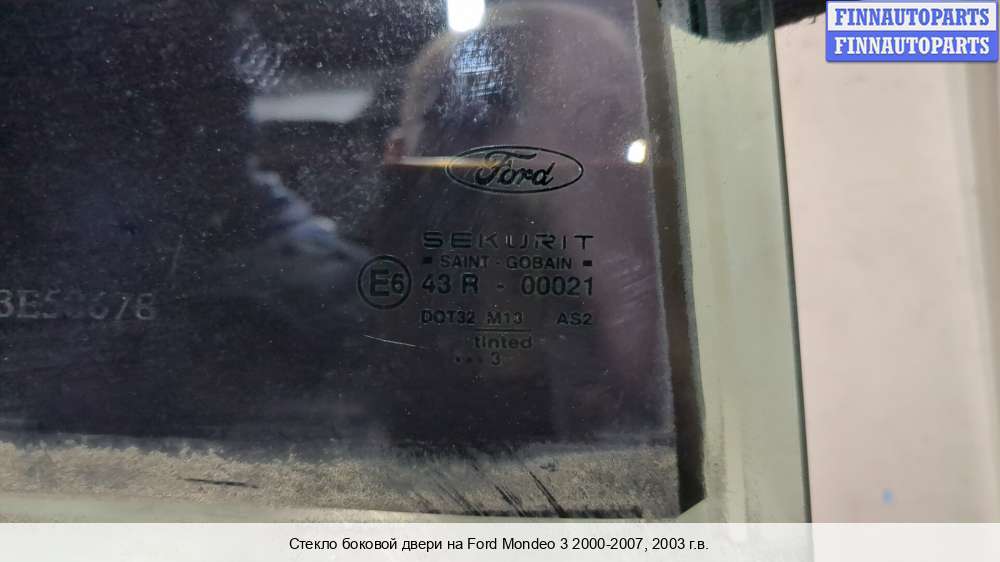 FINNAUTOPARTS
FINNAUTOPARTS
Ford
SEKURIT
SAINT-GOBAIN
E6 43 R - 00021
DOT32 M13 AS2
tinted
... 3
Стекло боковой двери на Ford Mondeo 3 2000-2007, 2003 г.в.